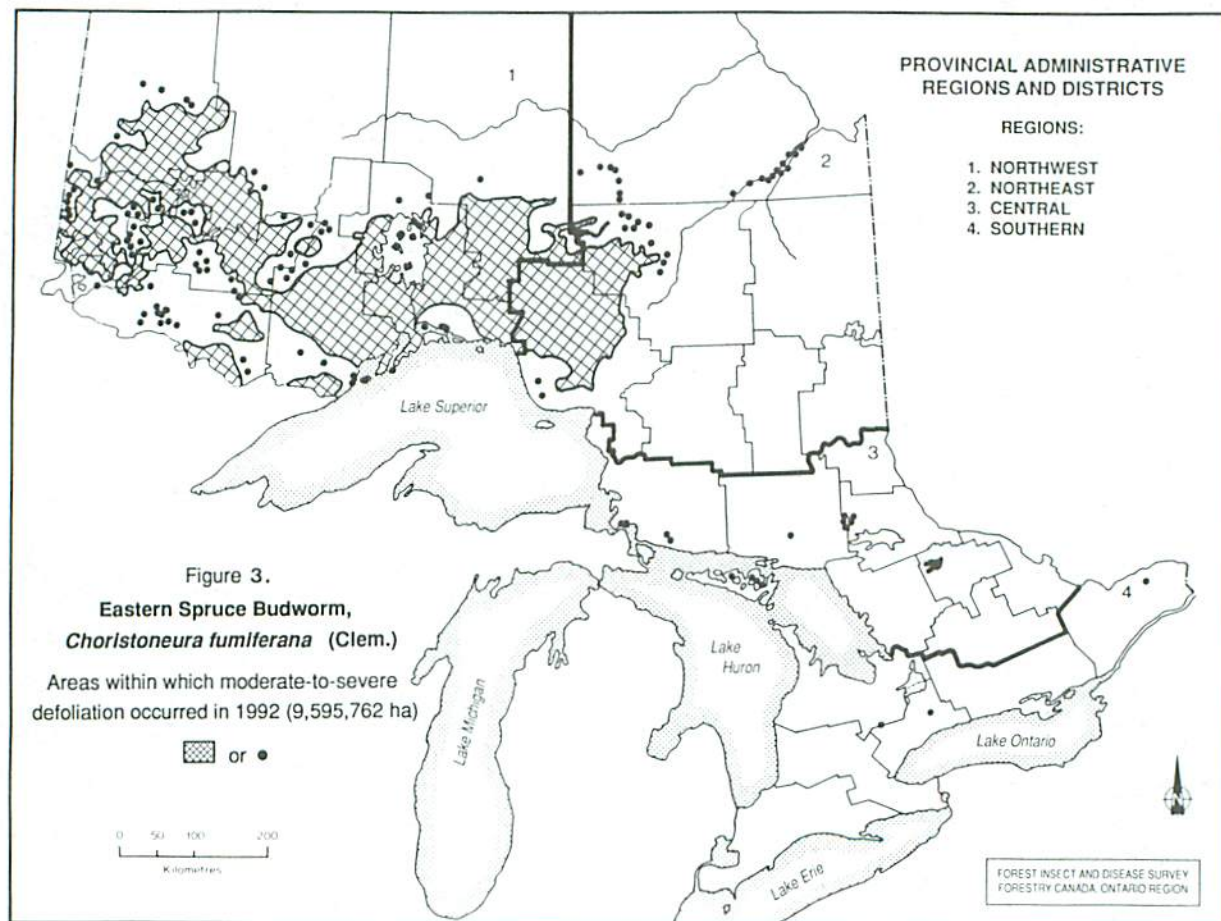 PROVINCIAL ADMINISTRATIVE
REGIONS AND DISTRICTS
REGIONS:
1. NORTHWEST
2. NORTHEAST
3. CENTRAL
4. SOUTHERN
1
2
3
4
Lake Superior
Lake Michigan
Lake
Huron
Lake Ontario
Lake Erie
Figure 3.
Eastern Spruce Budworm,
Choristoneura fumiferana (Clem.)
Areas within which moderate-to-severe
defoliation occurred in 1992 (9,595,762 ha)
or
0 50 100 200
Kilometres
N
FOREST INSECT AND DISEASE SURVEY
FORESTRY CANADA, ONTARIO REGION